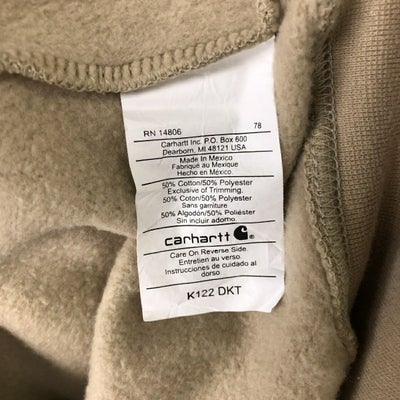 RN 14806 78
Carhartt Inc. P.O. Box 600
Dearborn, MI 48121 USA
Made In Mexico
Fabriqué au Mexique
Hecho en México
50% Cotton/50% Polyester
Exclusive of Trimming.
50% Coton/50% Polyester
Sans garniture
50% Algodón/50% Poliéster
Sin incluir adorno.
carhartt
Care On Reverse Side.
Entretien au verso
Instrucciones de cuidado al
dorso
K122 DKT